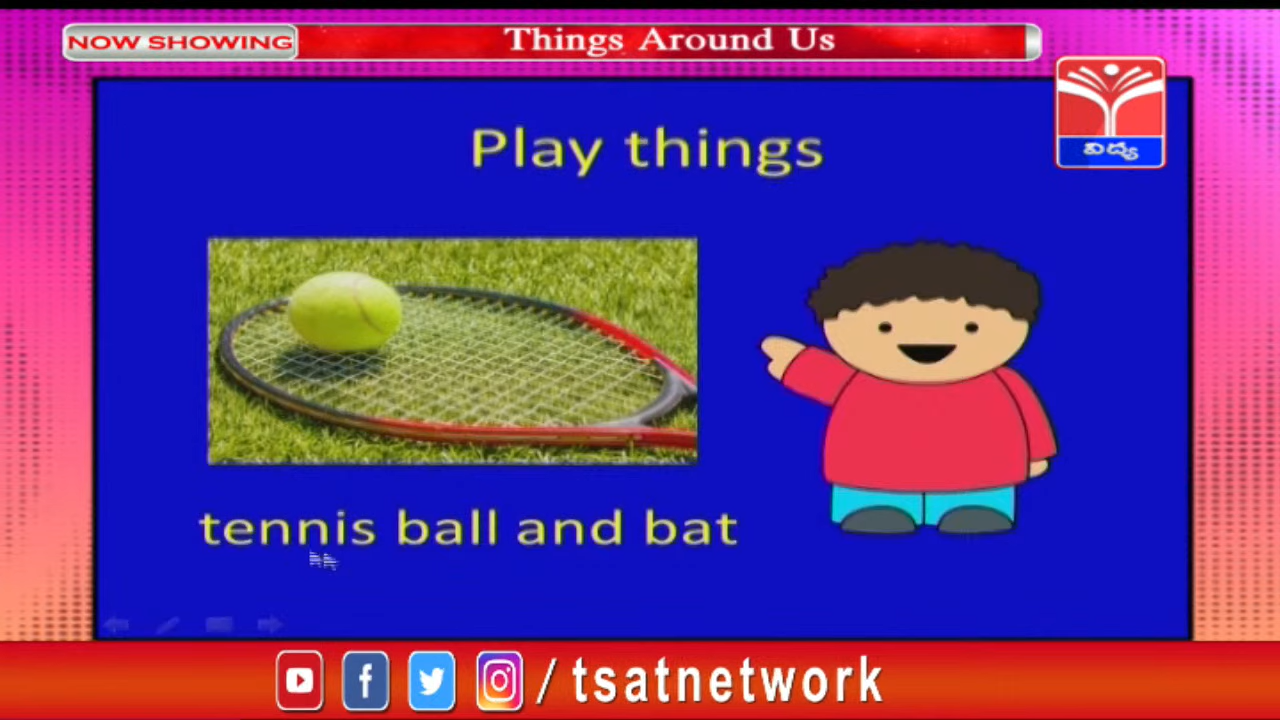 NOW SHOWING
Things Around Us
విద్య
Play things
tennis ball and bat
/ tsatnetwork